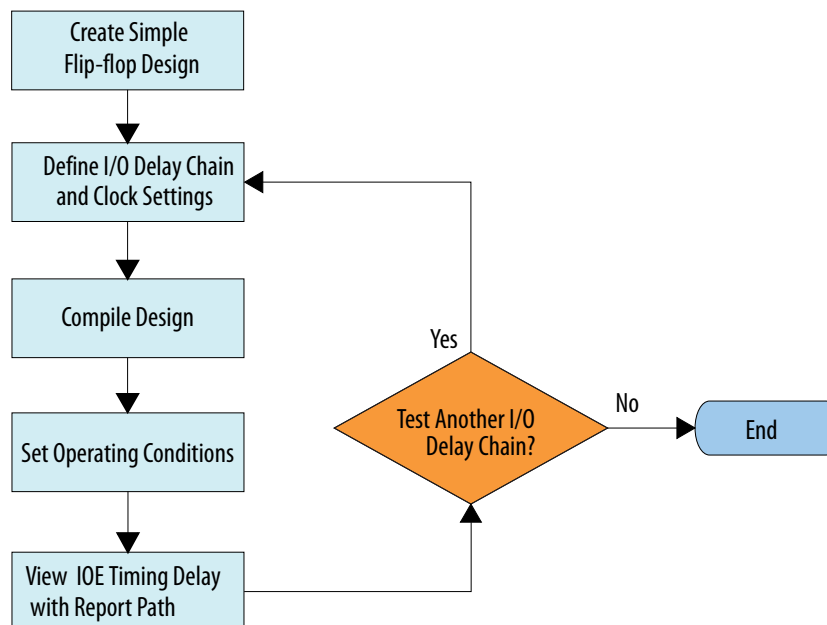 Create Simple
Flip-flop Design
Define I/O Delay Chain
and Clock Settings
Compile Design
Set Operating Conditions
View IOE Timing Delay
with Report Path
Yes
Test Another I/O
Delay Chain?
No
End